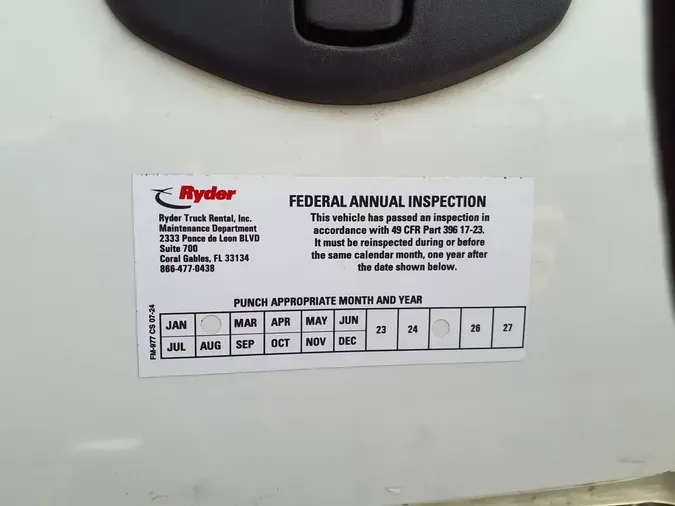 Ryder
Ryder Truck Rental, Inc.
Maintenance Department
2333 Ponce de Leon BLVD
Suite 700
Coral Gables, FL 33134
866-477-0438
FEDERAL ANNUAL INSPECTION
This vehicle has passed an inspection in
accordance with 49 CFR Part 396 17-23.
It must be reinspected during or before
the same calendar month, one year after
the date shown below.
PUNCH APPROPRIATE MONTH AND YEAR
JAN MAR APR MAY JUN 23 24 26 27
JUL AUG SEP OCT NOV DEC
FM-977 CS 07-24